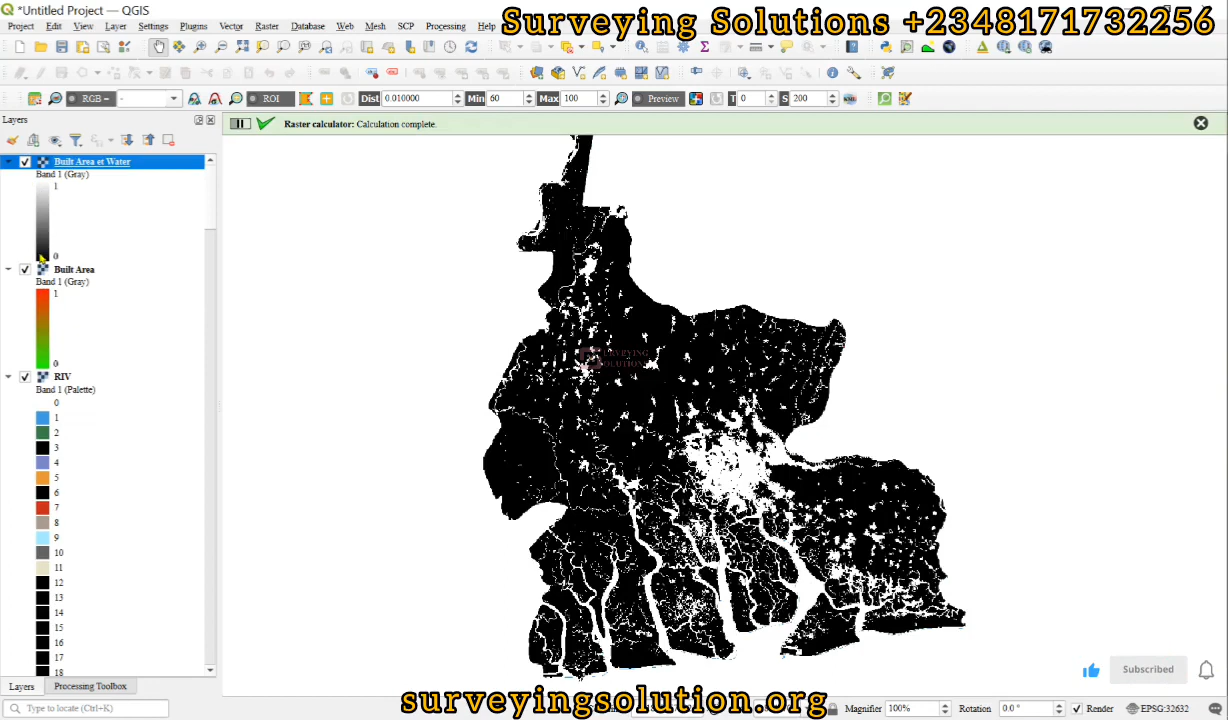 *Untitled Project — QGIS
Surveying Solutions +2348171732256
Project Edit View Layer Settings Plugins Vector Raster Database Web Mesh SCP Processing Help
RGB = - ROI Dist 0.010000 Min 60 Max 100 Preview T 0 S 200
Layers
Raster calculator: Calculation complete.
Built Area et Water
Band 1 (Gray)
1
0
Built Area
Band 1 (Gray)
1
0
RIV
Band 1 (Palette)
0
1
2
3
4
5
6
7
8
9
10
11
12
13
14
15
16
17
18
SURVEYING
SOLUTIONS
Subscribed
Layers Processing Toolbox
surveyingsolution.org
Type to locate (Ctrl+K) Magnifier 100% Rotation 0.0 ° Render EPSG:32632